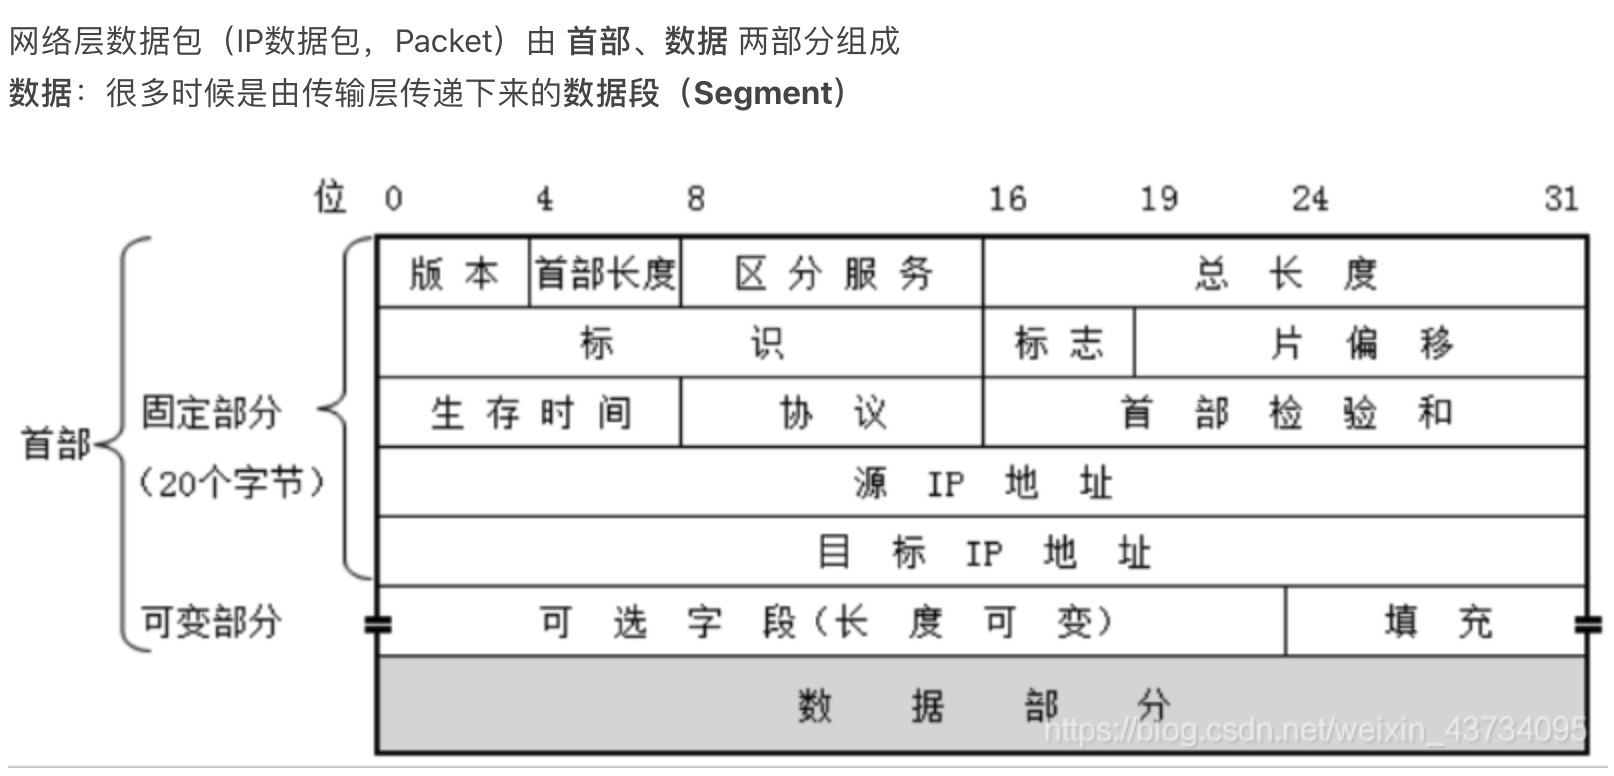 网络层数据包（IP数据包，Packet）由 首部、数据 两部分组成
数据：很多时候是由传输层传递下来的数据段（Segment）
位 0 4 8 16 19 24 31
版本 首部长度 区分服务 总长度
标识 标志 片偏移
固定部分 生存时间 协议 首部检验和
首部
（20个字节） 源IP地址
目标IP地址
可变部分 可选字段（长度可变） 填充
数据部分
https://blog.csdn.net/weixin_43734095